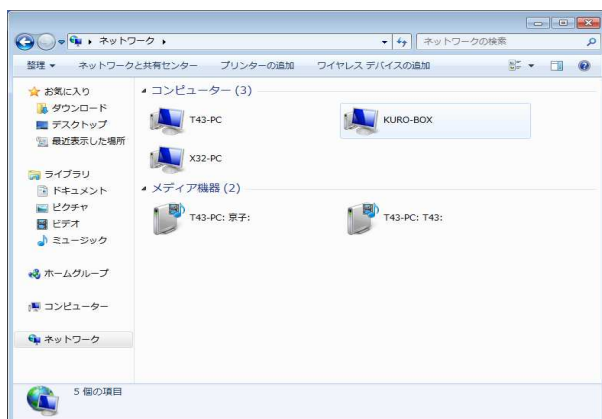 ネットワーク
ネットワークの検索
整理 ネットワークと共有センター プリンターの追加 ワイヤレス デバイスの追加
お気に入り
ダウンロード
デスクトップ
最近表示した場所
ライブラリ
ドキュメント
ピクチャ
ビデオ
ミュージック
ホームグループ
コンピューター
ネットワーク
コンピューター (3)
T43-PC
KURO-BOX
X32-PC
メディア機器 (2)
T43-PC: 京子:
T43-PC: T43:
5 個の項目